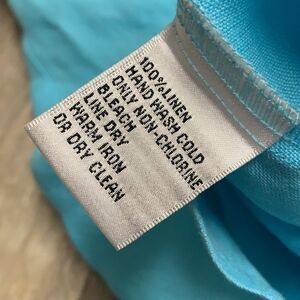 100% LINEN
HAND WASH COLD
ONLY NON-CHLORINE
BLEACH
LINE DRY
WARM IRON
OR DRY CLEAN